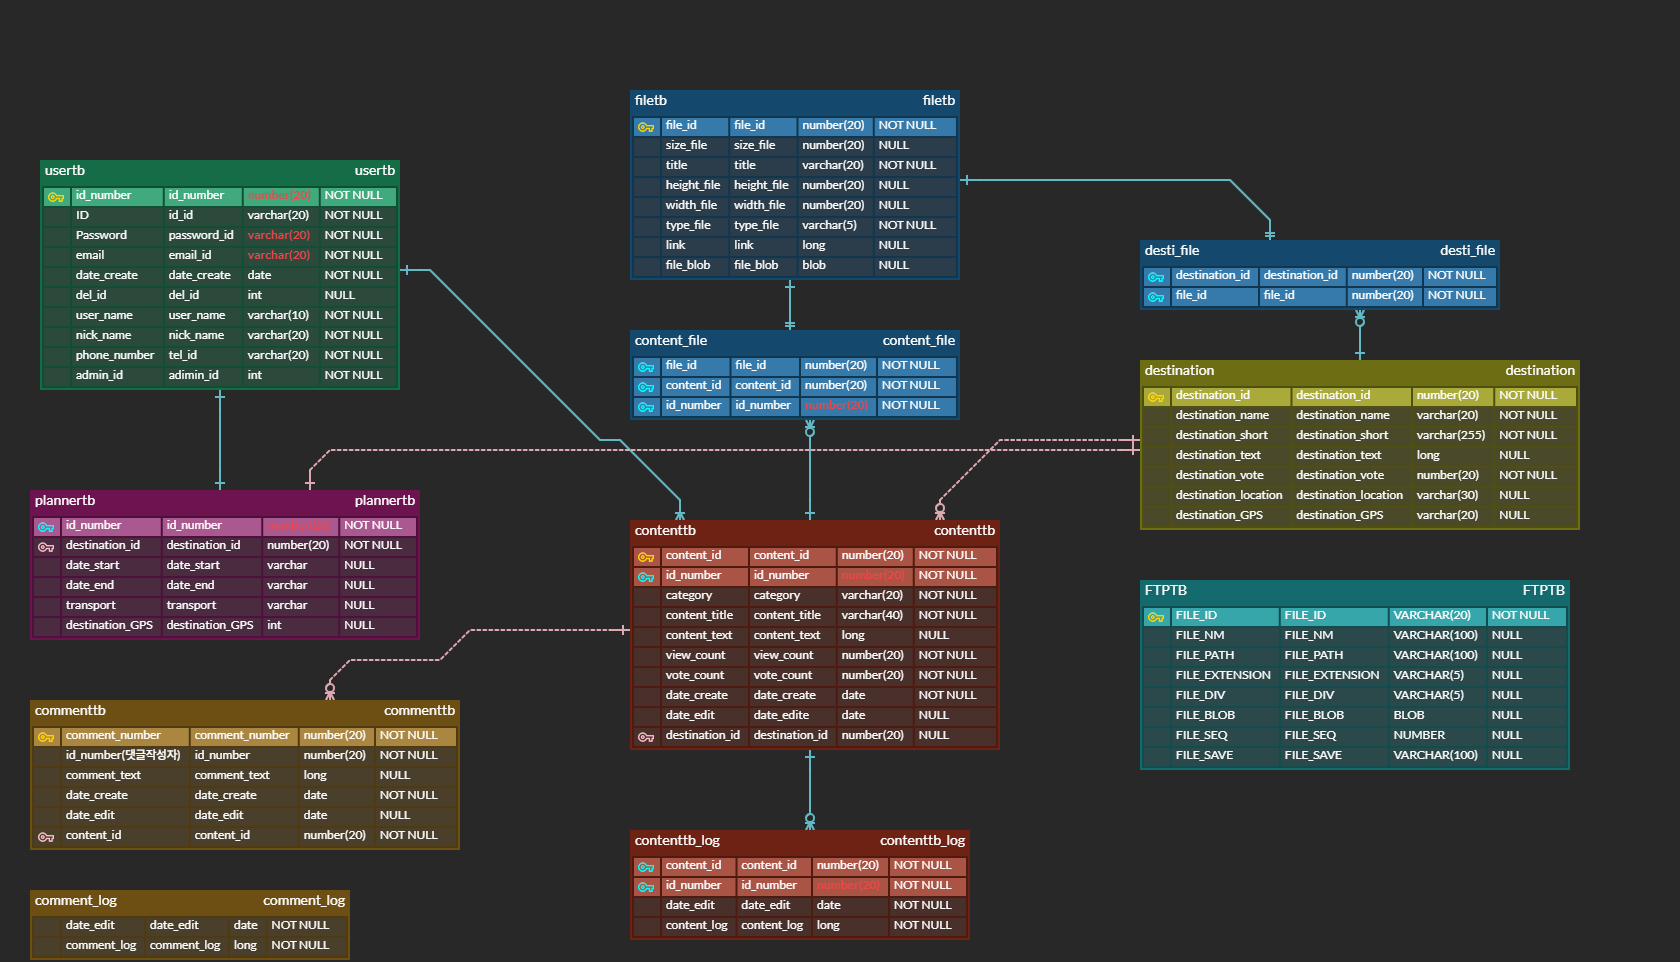 filetb filetb
file_id file_id number(20) NOT NULL
size_file size_file number(20) NULL
title title varchar(20) NOT NULL
height_file height_file number(20) NULL
width_file width_file number(20) NULL
type_file type_file varchar(5) NOT NULL
link link long NULL
file_blob file_blob blob NULL
usertb usertb
id_number id_number number(20) NOT NULL
ID id_id varchar(20) NOT NULL
Password password_id varchar(20) NOT NULL
email email_id varchar(20) NOT NULL
date_create date_create date NOT NULL
del_id del_id int NULL
user_name user_name varchar(10) NOT NULL
nick_name nick_name varchar(20) NOT NULL
phone_number tel_id varchar(20) NOT NULL
admin_id adimin_id int NOT NULL
desti_file desti_file
destination_id destination_id number(20) NOT NULL
file_id file_id number(20) NOT NULL
content_file content_file
file_id file_id number(20) NOT NULL
content_id content_id number(20) NOT NULL
id_number id_number number(20) NOT NULL
destination destination
destination_id destination_id number(20) NOT NULL
destination_name destination_name varchar(20) NOT NULL
destination_short destination_short varchar(255) NOT NULL
destination_text destination_text long NULL
destination_vote destination_vote number(20) NOT NULL
destination_location destination_location varchar(30) NULL
destination_GPS destination_GPS varchar(20) NULL
plannertb plannertb
id_number id_number number(20) NOT NULL
destination_id destination_id number(20) NOT NULL
date_start date_start varchar NULL
date_end date_end varchar NULL
transport transport varchar NULL
destination_GPS destination_GPS int NULL
contenttb contenttb
content_id content_id number(20) NOT NULL
id_number id_number number(20) NOT NULL
category category varchar(20) NOT NULL
content_title content_title varchar(40) NOT NULL
content_text content_text long NULL
view_count view_count number(20) NOT NULL
vote_count vote_count number(20) NOT NULL
date_create date_create date NOT NULL
date_edit date_edite date NULL
destination_id destination_id number(20) NULL
FTPTB FTPTB
FILE_ID FILE_ID VARCHAR(20) NOT NULL
FILE_NM FILE_NM VARCHAR(100) NULL
FILE_PATH FILE_PATH VARCHAR(100) NULL
FILE_EXTENSION FILE_EXTENSION VARCHAR(5) NULL
FILE_DIV FILE_DIV VARCHAR(5) NULL
FILE_BLOB FILE_BLOB BLOB NULL
FILE_SEQ FILE_SEQ NUMBER NULL
FILE_SAVE FILE_SAVE VARCHAR(100) NULL
commenttb commenttb
comment_number comment_number number(20) NOT NULL
id_number(댓글작성자) id_number number(20) NOT NULL
comment_text comment_text long NULL
date_create date_create date NOT NULL
date_edit date_edit date NULL
content_id content_id number(20) NOT NULL
contenttb_log contenttb_log
content_id content_id number(20) NOT NULL
id_number id_number number(20) NOT NULL
date_edit date_edit date NOT NULL
content_log content_log long NOT NULL
comment_log comment_log
date_edit date_edit date NOT NULL
comment_log comment_log long NOT NULL